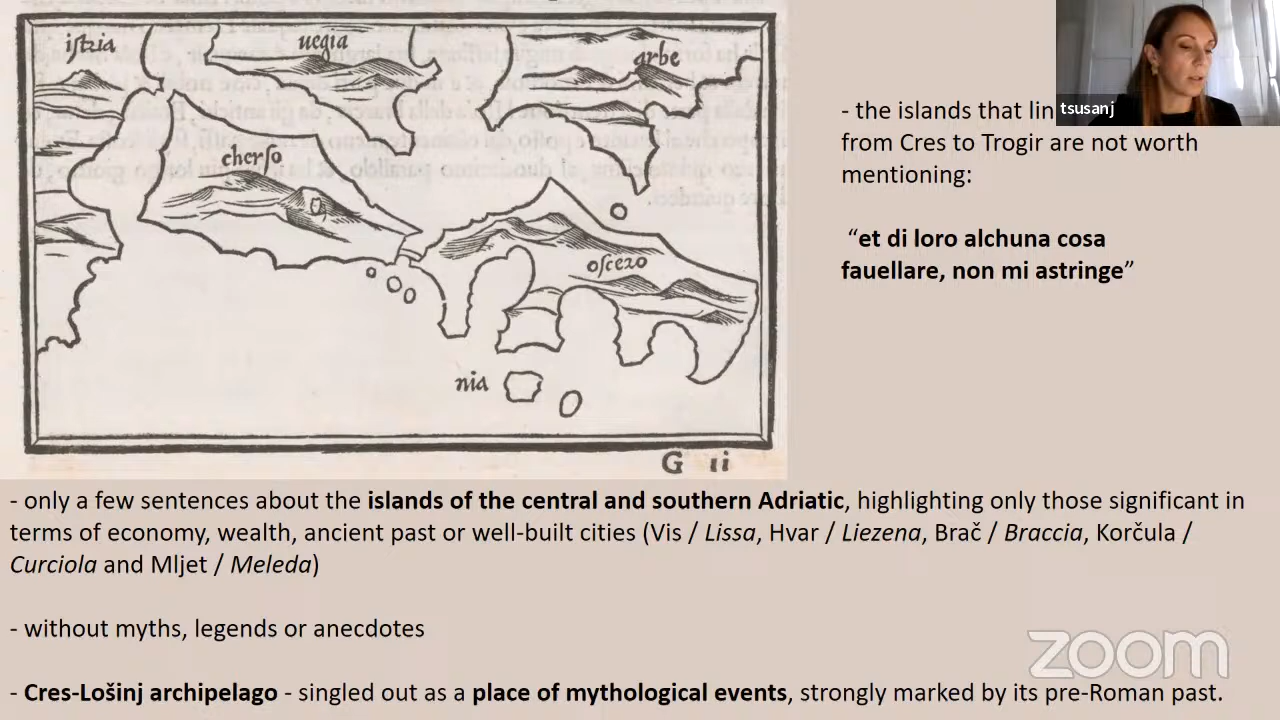 istria
uegia
arbe
cherso
oscezo
nia
G ii
tsusanj
- the islands that lin
from Cres to Trogir are not worth
mentioning:
“et di loro alchuna cosa
fauellare, non mi astringe”
- only a few sentences about the islands of the central and southern Adriatic, highlighting only those significant in
terms of economy, wealth, ancient past or well-built cities (Vis / Lissa, Hvar / Liezena, Brač / Braccia, Korčula /
Curciola and Mljet / Meleda)
- without myths, legends or anecdotes
- Cres-Lošinj archipelago - singled out as a place of mythological events, strongly marked by its pre-Roman past.
zoom